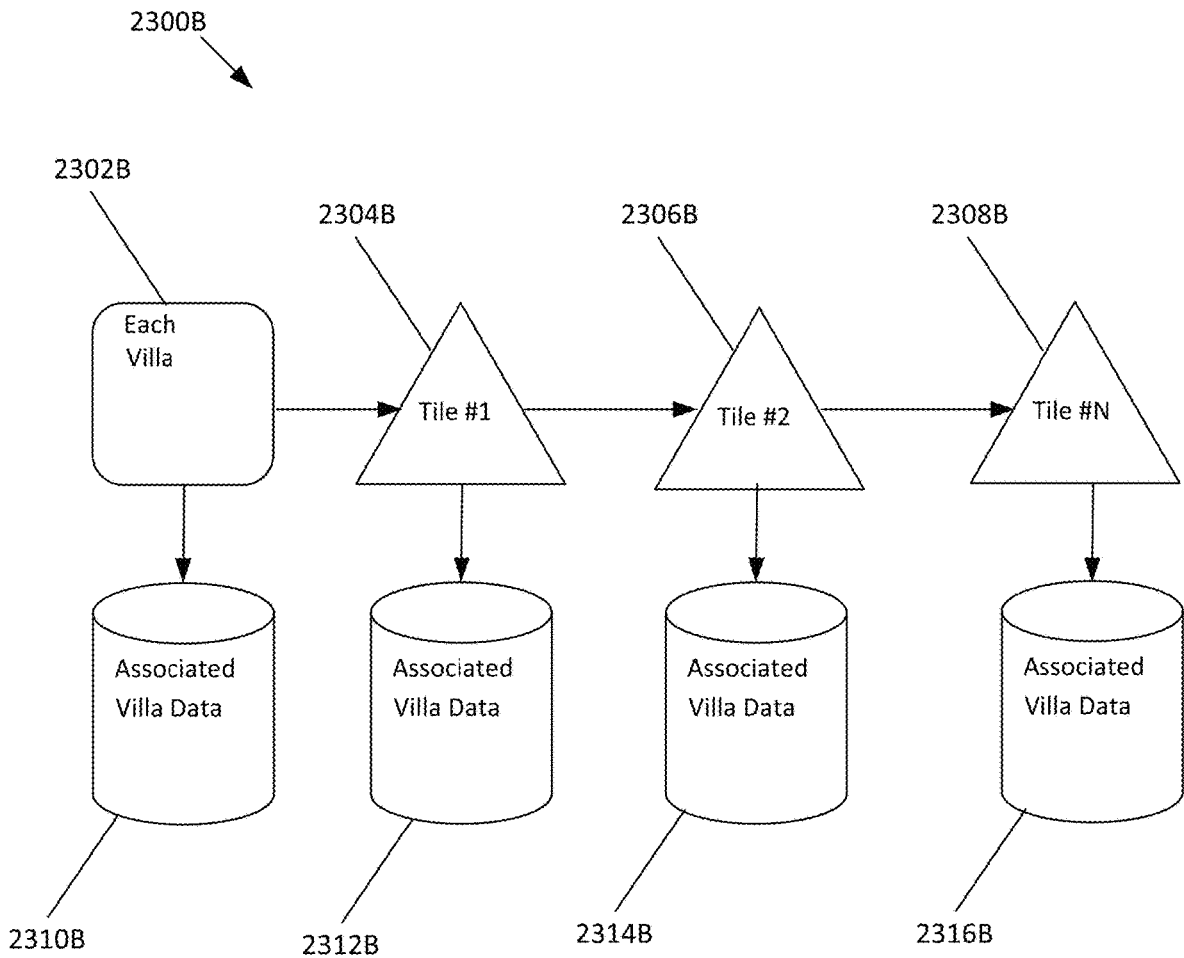 2300B
2302B
2304B
2306B
2308B
Each
Villa
Tile #1
Tile #2
Tile #N
Associated
Villa Data
Associated
Villa Data
Associated
Villa Data
Associated
Villa Data
2310B
2312B
2314B
2316B